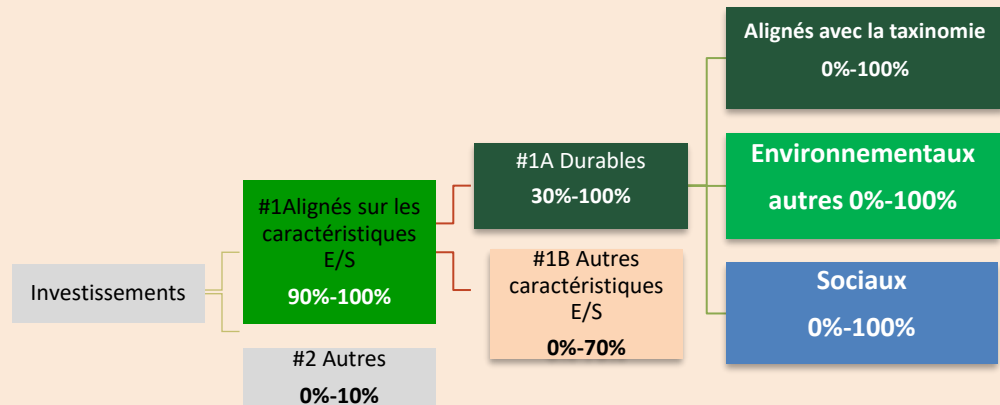 Investissements
#1Alignés sur les
caractéristiques
E/S
90%-100%
#2 Autres
0%-10%
#1A Durables
30%-100%
#1B Autres
caractéristiques
E/S
0%-70%
Alignés avec la taxinomie
0%-100%
Environnementaux
autres 0%-100%
Sociaux
0%-100%